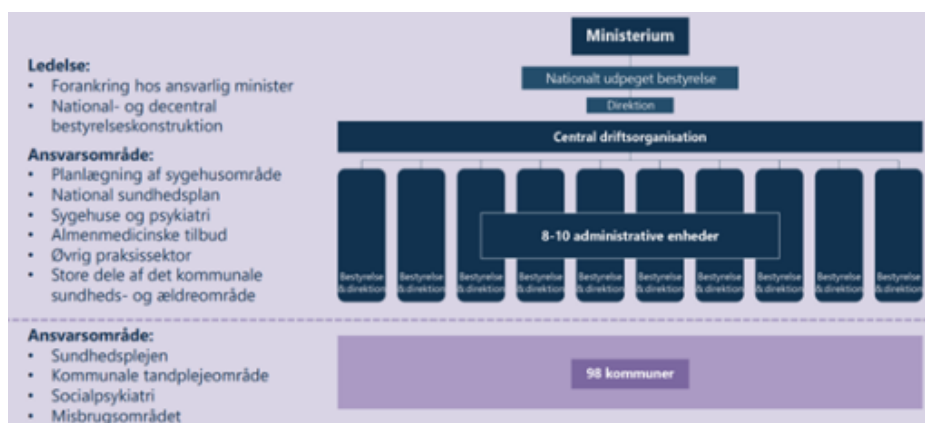 Ledelse:
• Forankring hos ansvarlig minister
• National- og decentral
bestyrelseskonstruktion
Ansvarsområde:
• Planlægning af sygehusområde
• National sundhedsplan
• Sygehuse og psykiatri
• Almenmedicinske tilbud
• Øvrig praksissektor
• Store dele af det kommunale
sundheds- og ældreområde
Ministerium
Nationalt udpeget bestyrelse
Direktion
Central driftsorganisation
8-10 administrative enheder
Bestyrelse
& direktion
Bestyrelse
& direktion
Bestyrelse
& direktion
Bestyrelse
& direktion
Bestyrelse
& direktion
Bestyrelse
& direktion
Bestyrelse
& direktion
Bestyrelse
& direktion
Bestyrelse
& direktion
Bestyrelse
& direktion
Ansvarsområde:
• Sundhedsplejen
• Kommunale tandplejeområde
• Socialpsykiatri
• Misbrugsområdet
98 kommuner